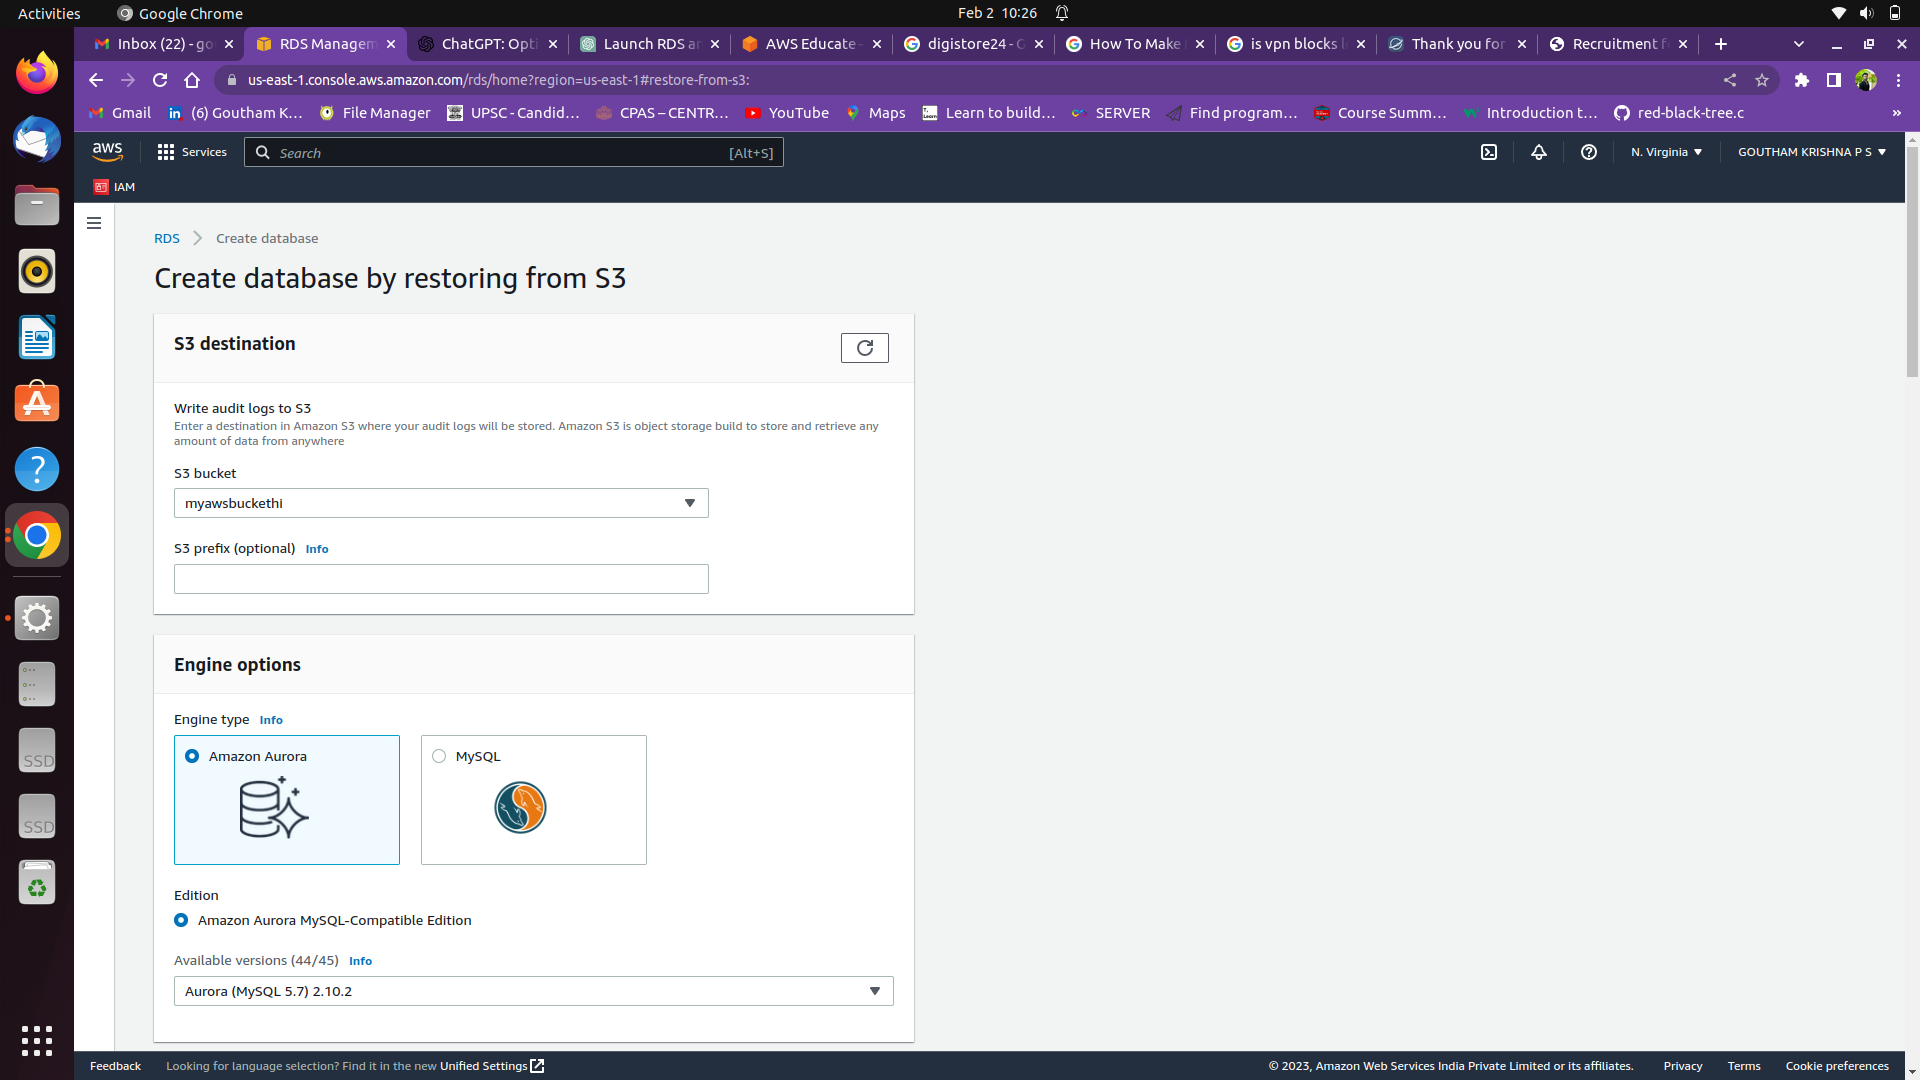 Activities
Google Chrome
Feb 2 10:26
Inbox (22) - go
RDS Managem
ChatGPT: Opti
Launch RDS a
AWS Educate -
digistore24 - G
How To Make
is vpn blocks
Thank you for
Recruitment f
us-east-1.console.aws.amazon.com/rds/home?region=us-east-1#restore-from-s3:
Gmail
(6) Goutham K...
File Manager
UPSC - Candid...
CPAS – CENTR...
YouTube
Maps
Learn to build...
SERVER
Find program...
Course Summ...
Introduction t...
red-black-tree.c
»
aws
Services
Search
[Alt+S]
N. Virginia
GOUTHAM KRISHNA P S
IAM
RDS
Create database
Create database by restoring from S3
S3 destination
Write audit logs to S3
Enter a destination in Amazon S3 where your audit logs will be stored. Amazon S3 is object storage build to store and retrieve any
amount of data from anywhere
S3 bucket
myawsbuckethi
S3 prefix (optional) Info
Engine options
Engine type Info
Amazon Aurora
MySQL
Edition
Amazon Aurora MySQL-Compatible Edition
Available versions (44/45) Info
Aurora (MySQL 5.7) 2.10.2
SSD
SSD
Feedback
Looking for language selection? Find it in the new Unified Settings
© 2023, Amazon Web Services India Private Limited or its affiliates.
Privacy
Terms
Cookie preferences